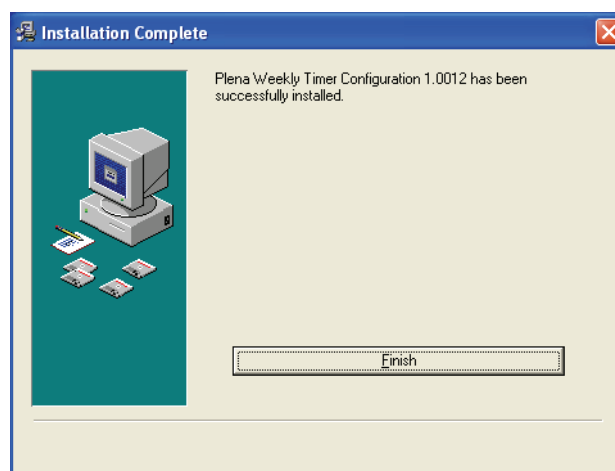 Installation Complete
Plena Weekly Timer Configuration 1.0012 has been
successfully installed.
Finish